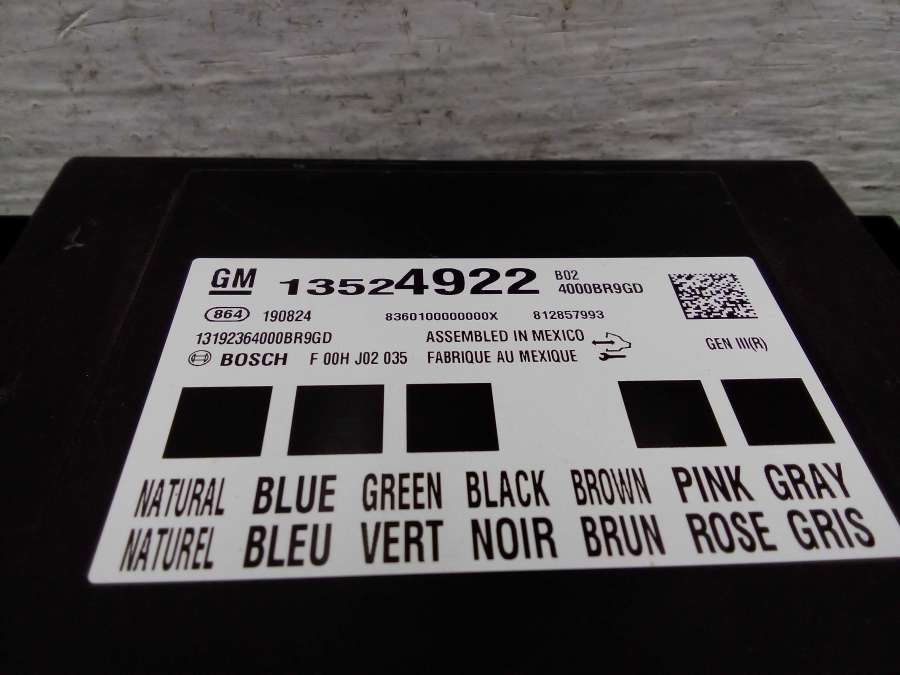 GM 13524922 B02
4000BR9GD
864 190824 8360100000000X 812857993
13192364000BR9GD ASSEMBLED IN MEXICO
BOSCH F 00H J02 035 FABRIQUE AU MEXIQUE GEN III(R)
NATURAL BLUE GREEN BLACK BROWN PINK GRAY
NATUREL BLEU VERT NOIR BRUN ROSE GRIS